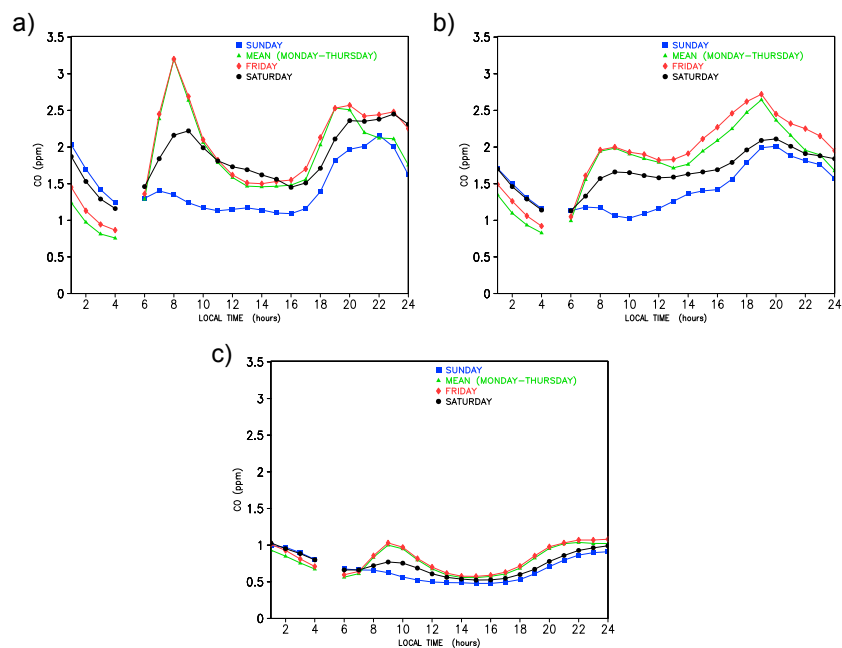 a)
3.5
3
2.5
2
1.5
1
0.5
0
CO (ppm)
SUNDAY
MEAN (MONDAY–THURSDAY)
FRIDAY
SATURDAY
2 4 6 8 10 12 14 16 18 20 22 24
LOCAL TIME (hours)
b)
3.5
3
2.5
2
1.5
1
0.5
0
CO (ppm)
SUNDAY
MEAN (MONDAY–THURSDAY)
FRIDAY
SATURDAY
2 4 6 8 10 12 14 16 18 20 22 24
LOCAL TIME (hours)
c)
3.5
3
2.5
2
1.5
1
0.5
0
CO (ppm)
SUNDAY
MEAN (MONDAY–THURSDAY)
FRIDAY
SATURDAY
2 4 6 8 10 12 14 16 18 20 22 24
LOCAL TIME (hours)